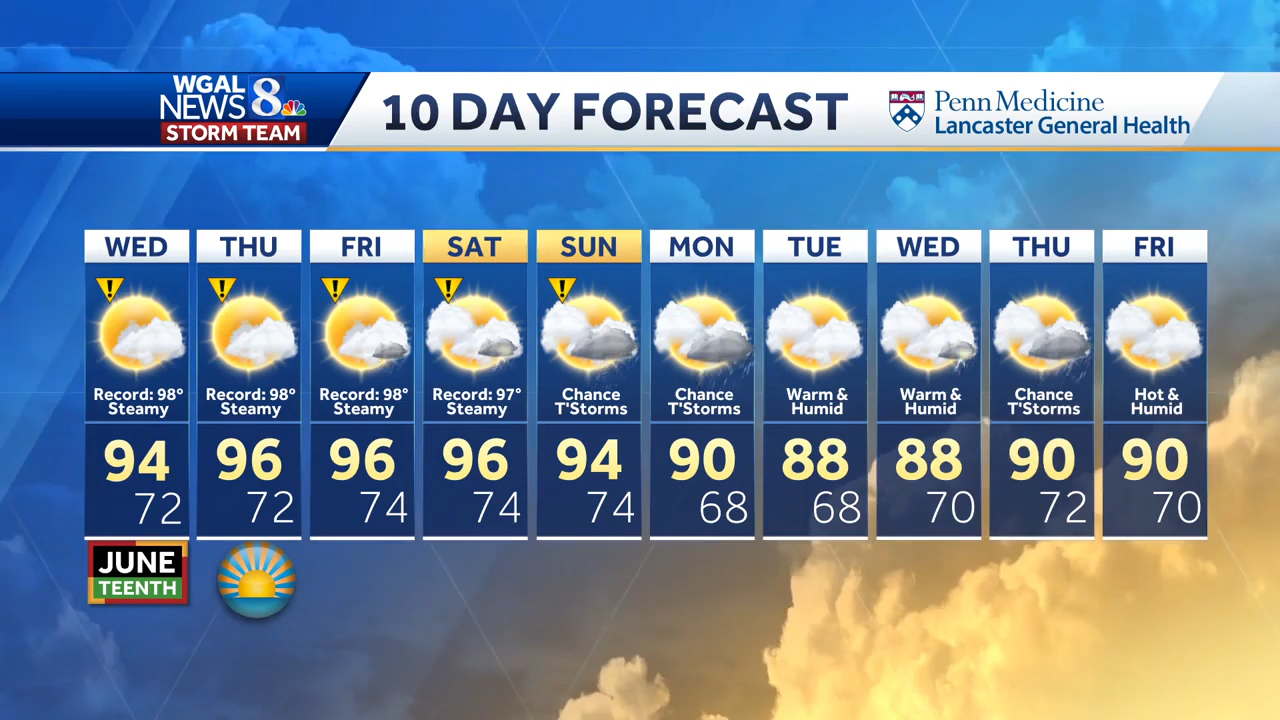 WGAL
NEWS 8
STORM TEAM
10 DAY FORECAST
Penn Medicine
Lancaster General Health
WED THU FRI SAT SUN MON TUE WED THU FRI
! ! ! ! !
Record: 98° Record: 98° Record: 98° Record: 97° Chance Chance Warm & Warm & Chance Hot &
Steamy Steamy Steamy Steamy T'Storms T'Storms Humid Humid T'Storms Humid
94 96 96 96 94 90 88 88 90 90
72 72 74 74 74 68 68 70 72 70
JUNE
TEENTH